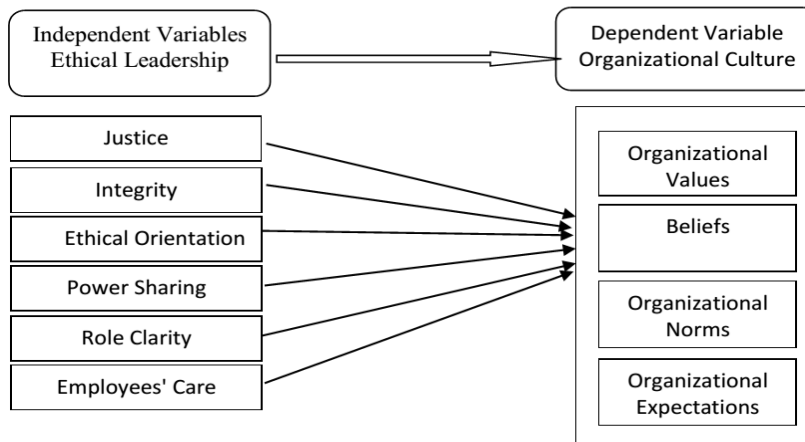 Independent Variables
Ethical Leadership
Dependent Variable
Organizational Culture
Justice
Integrity
Ethical Orientation
Power Sharing
Role Clarity
Employees' Care
Organizational
Values
Beliefs
Organizational
Norms
Organizational
Expectations